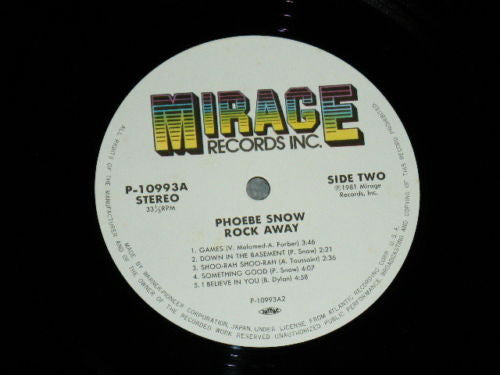 MIRAGE
RECORDS INC.
P-10993A
STEREO
33⅓RPM
SIDE TWO
Ⓟ1981 Mirage
Records, Inc.
PHOEBE SNOW
ROCK AWAY
1. GAMES (V. Melamed-A. Forber) 3:46
2. DOWN IN THE BASEMENT (P. Snow) 2:21
3. SHOO-RAH SHOO-RAH (A. Toussaint) 2:36
4. SOMETHING GOOD (P. Snow) 4:07
5. I BELIEVE IN YOU (B. Dylan) 4:58
P-10993A2
ALL RIGHTS OF THE MANUFACTURER AND OF THE OWNER OF THE RECORDED WORK RESERVED UNAUTHORIZED PUBLIC PERFORMANCE, BROADCASTING AND COPYING OF THIS RECORD PROHIBITED.
MADE BY WARNER-PIONEER CORPORATION, JAPAN, UNDER LICENSE FROM ATLANTIC RECORDING CORP., U.S.A.